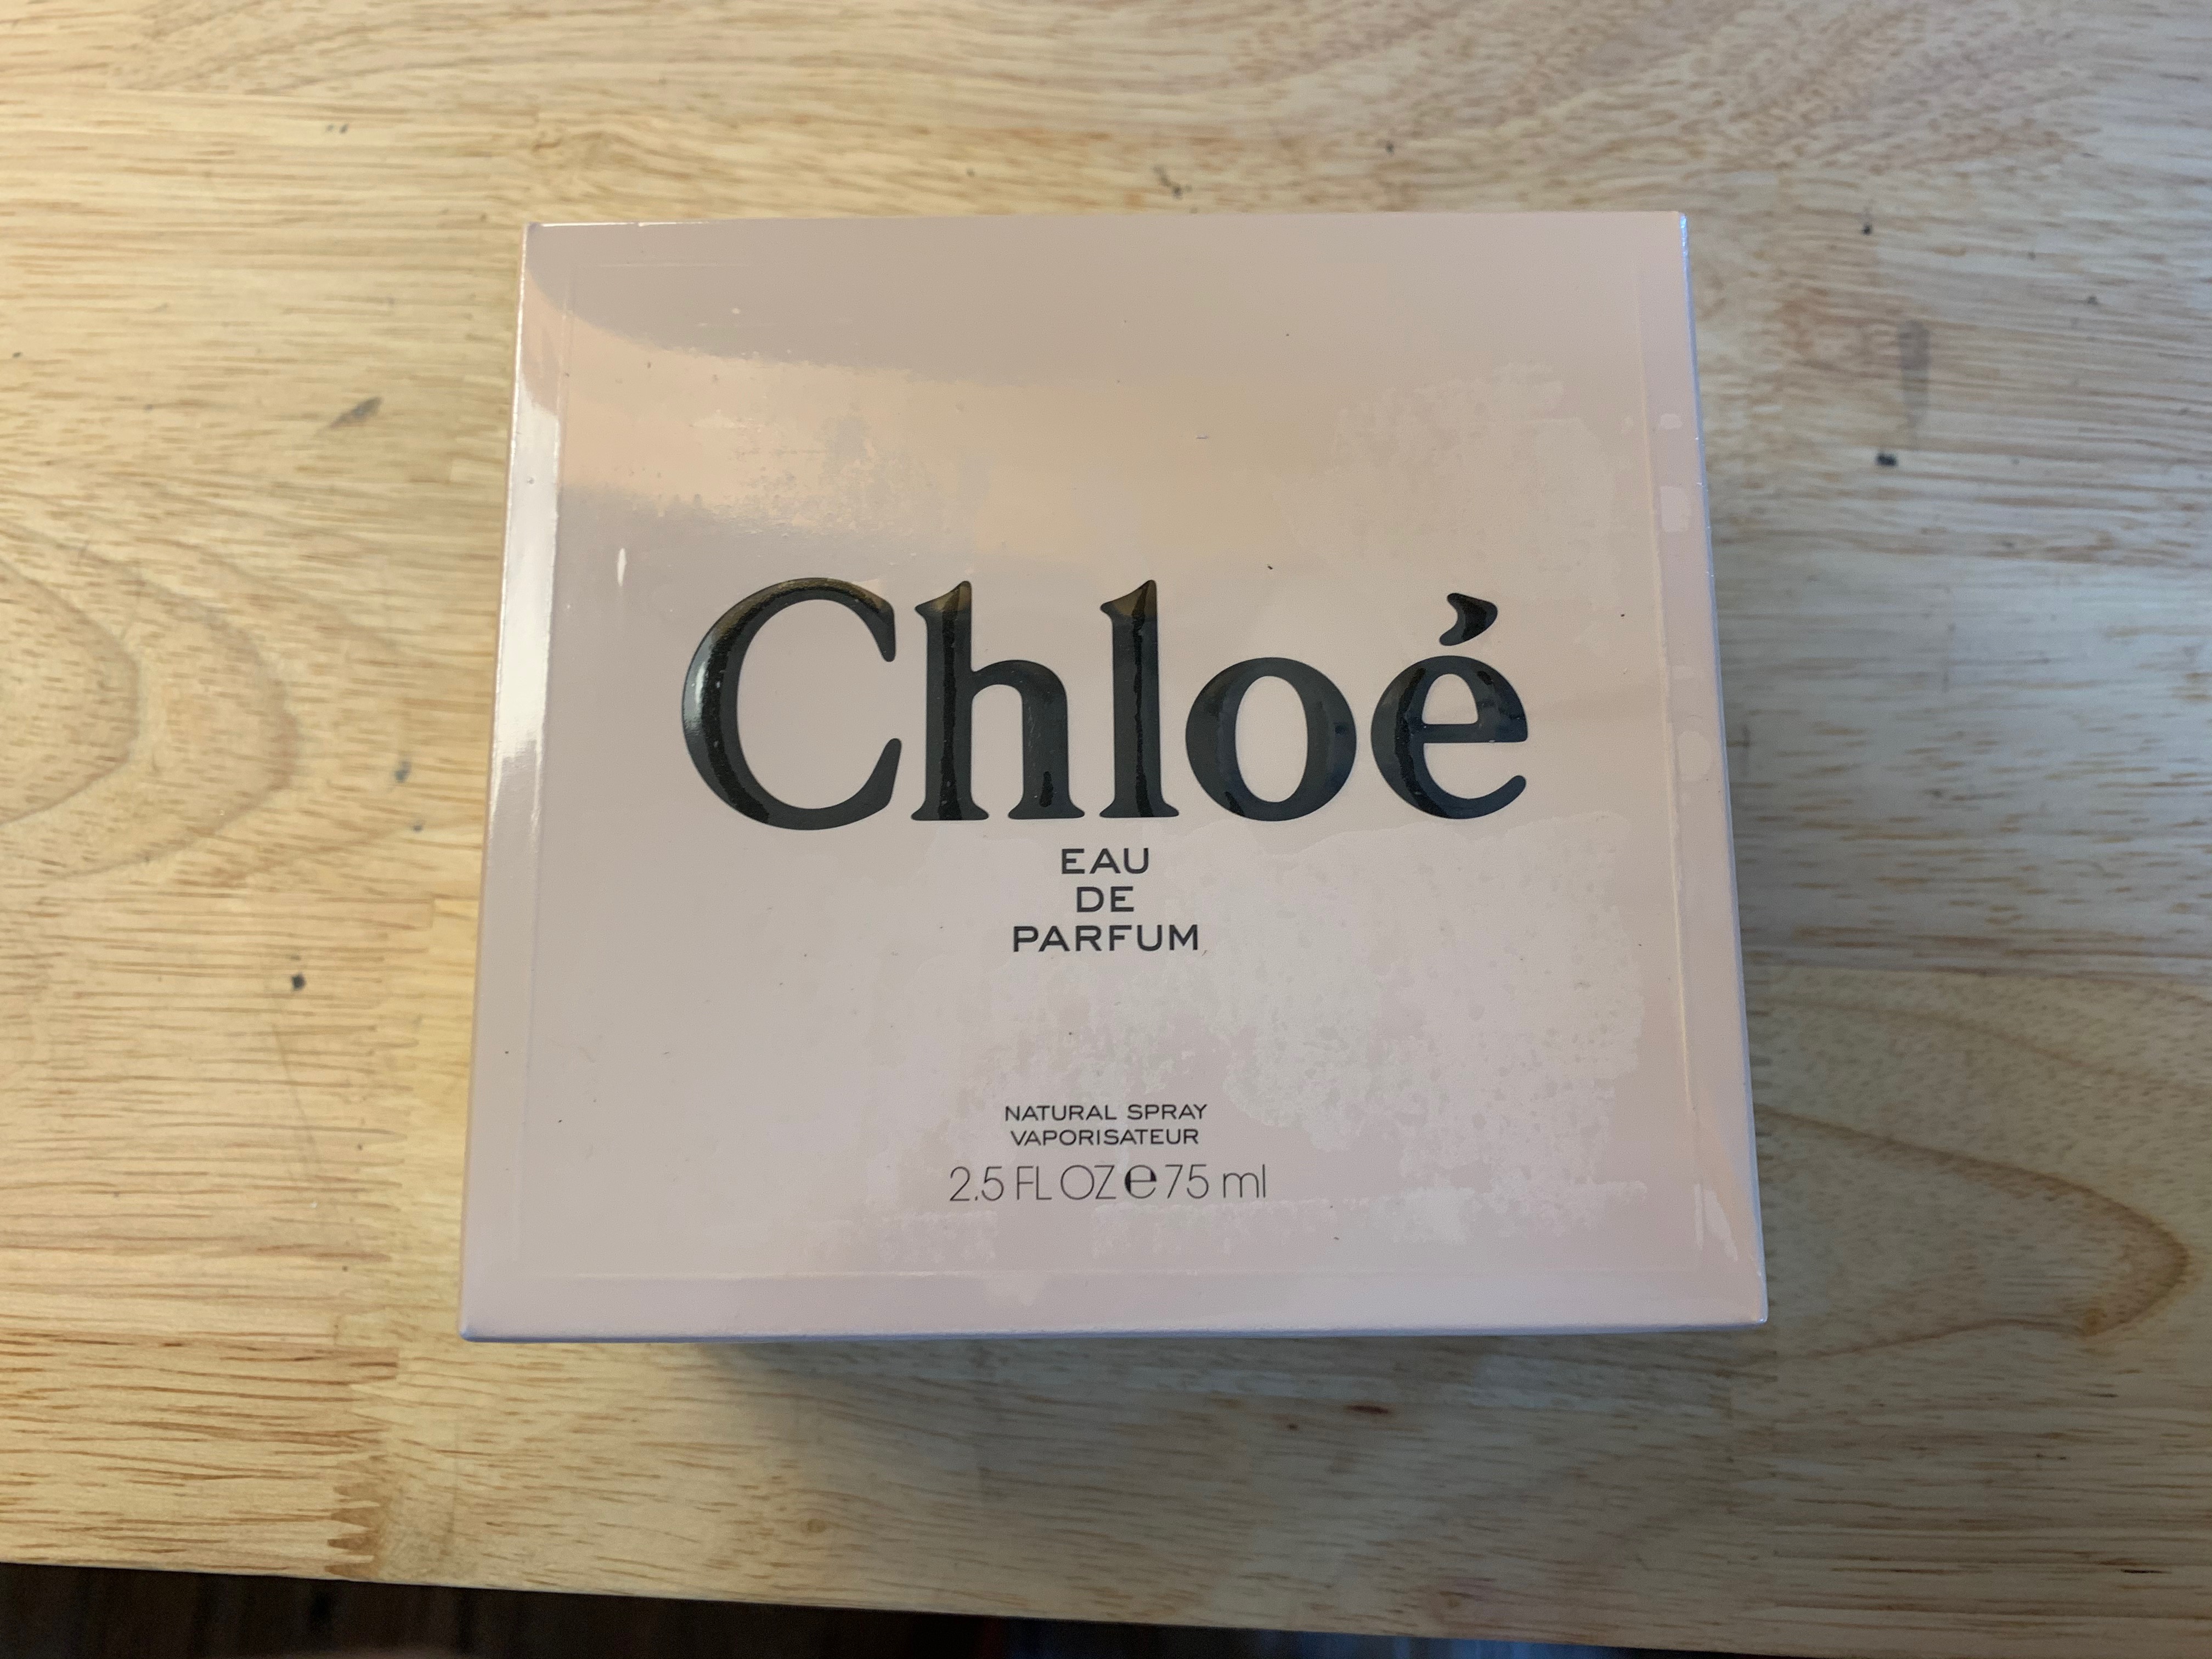 Chloé
EAU
DE
PARFUM
NATURAL SPRAY
VAPORISATEUR
2.5 FL OZ ℮ 75 ml